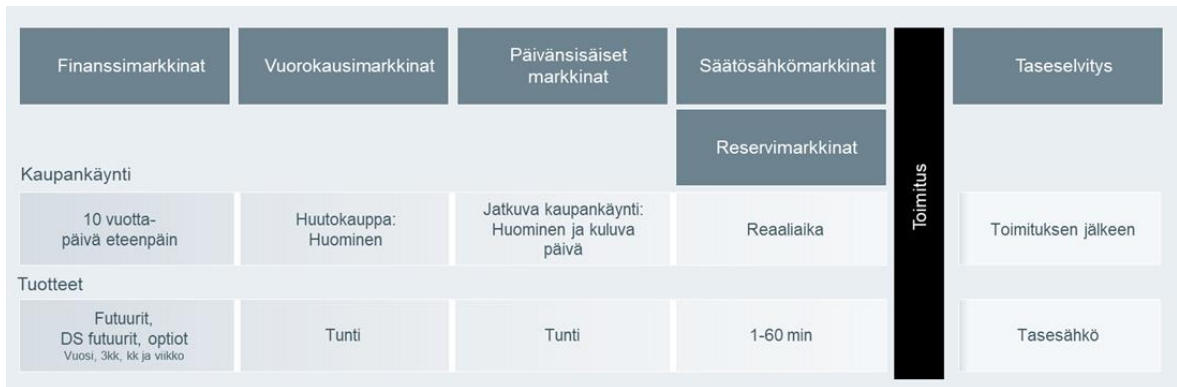 Finanssimarkkinat
Vuorokausimarkkinat
Päivänsisäiset
markkinat
Säätösähkömarkkinat
Taseselvitys
Reservimarkkinat
Toimitus
Kaupankäynti
10 vuotta-
päivä eteenpäin
Huutokauppa:
Huominen
Jatkuva kaupankäynti:
Huominen ja kuluva
päivä
Reaaliaika
Toimituksen jälkeen
Tuotteet
Futuurit,
DS futuurit, optiot
Vuosi, 3kk, kk ja viikko
Tunti
Tunti
1-60 min
Tasesähkö